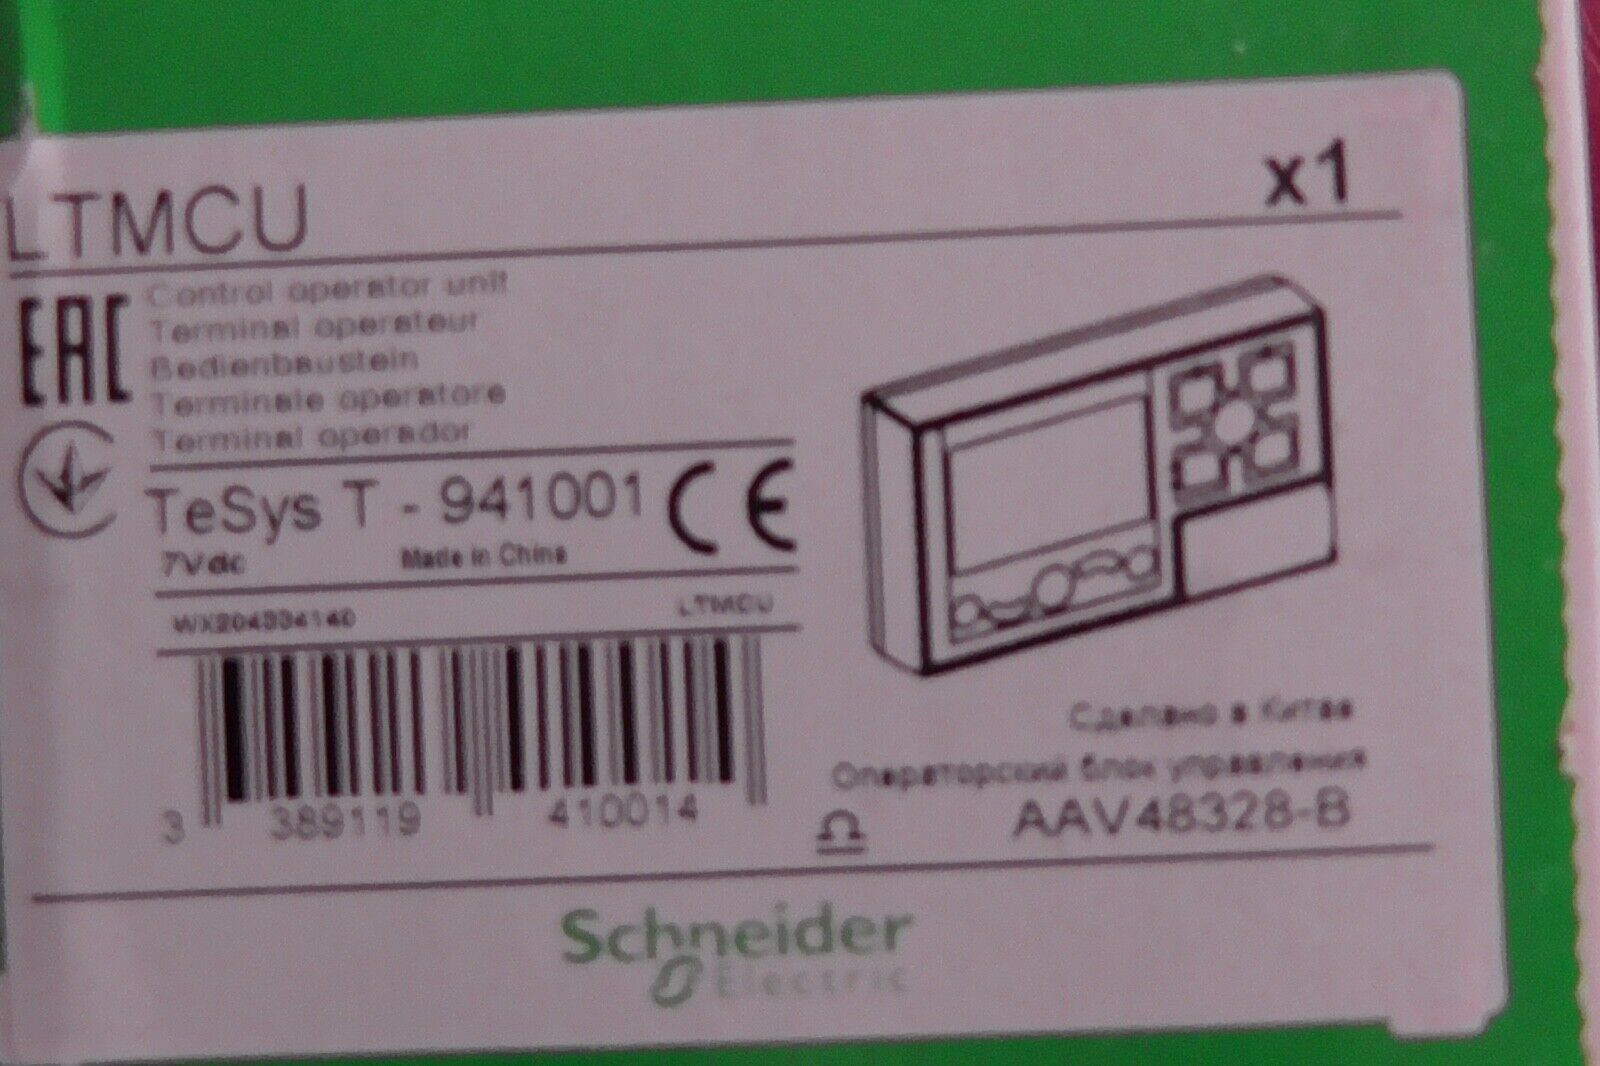 LTMCU x1
EAC
Control operator unit
Terminal operateur
Bedienbaustein
Terminale operatore
Terminal operador
TeSys T - 941001 CE
7Vdc Made in China
WX204334140 LTMCU
3 389119 410014
Сделано в Китае
Операторский блок управления
AAV48328-B
Schneider
Electric